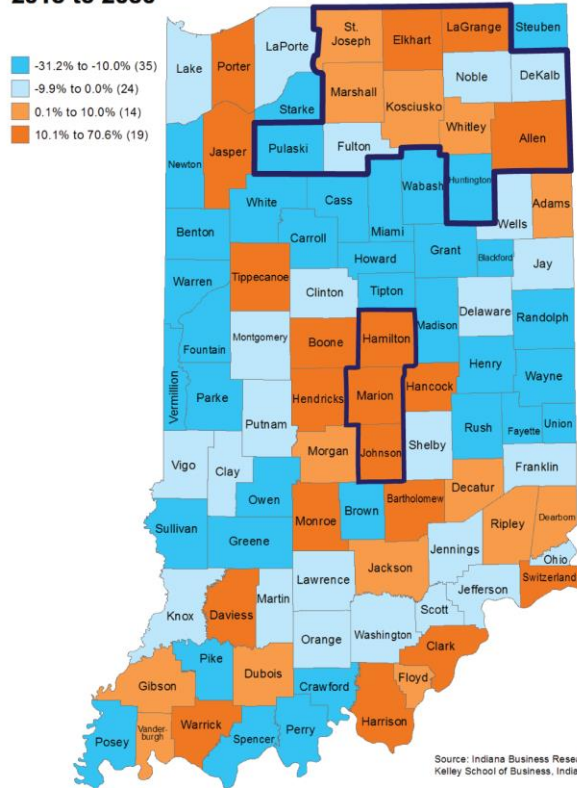 2015 to 2050
-31.2% to -10.0% (35)
-9.9% to 0.0% (24)
0.1% to 10.0% (14)
10.1% to 70.6% (19)
Lake
Porter
LaPorte
St.
Joseph
Elkhart
LaGrange
Steuben
Noble
DeKalb
Starke
Marshall
Kosciusko
Whitley
Allen
Newton
Jasper
Pulaski
Fulton
Wabash
Huntington
White
Cass
Miami
Wells
Adams
Benton
Carroll
Howard
Grant
Blackford
Jay
Warren
Tippecanoe
Clinton
Tipton
Madison
Delaware
Randolph
Fountain
Montgomery
Boone
Hamilton
Henry
Wayne
Vermillion
Parke
Hendricks
Marion
Hancock
Rush
Fayette
Union
Putnam
Vigo
Clay
Morgan
Johnson
Shelby
Franklin
Owen
Sullivan
Greene
Monroe
Brown
Bartholomew
Decatur
Ripley
Dearborn
Jennings
Ohio
Jackson
Switzerland
Lawrence
Jefferson
Knox
Daviess
Martin
Scott
Orange
Washington
Clark
Pike
Gibson
Dubois
Crawford
Floyd
Harrison
Posey
Vander-
burgh
Warrick
Spencer
Perry
Source: Indiana Business Resea
Kelley School of Business, India